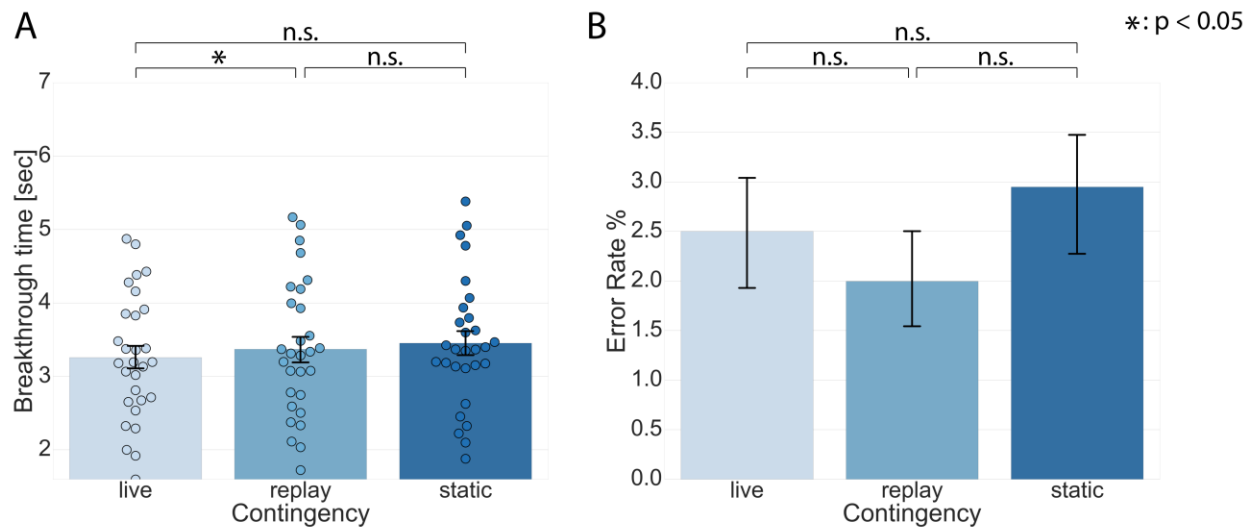 A
n.s.
*
n.s.
7
6
5
4
3
2
Breakthrough time [sec]
live
replay
static
Contingency
B
*: p < 0.05
n.s.
n.s.
n.s.
4.0
3.5
3.0
2.5
2.0
1.5
1.0
0.5
0.0
Error Rate %
live
replay
static
Contingency